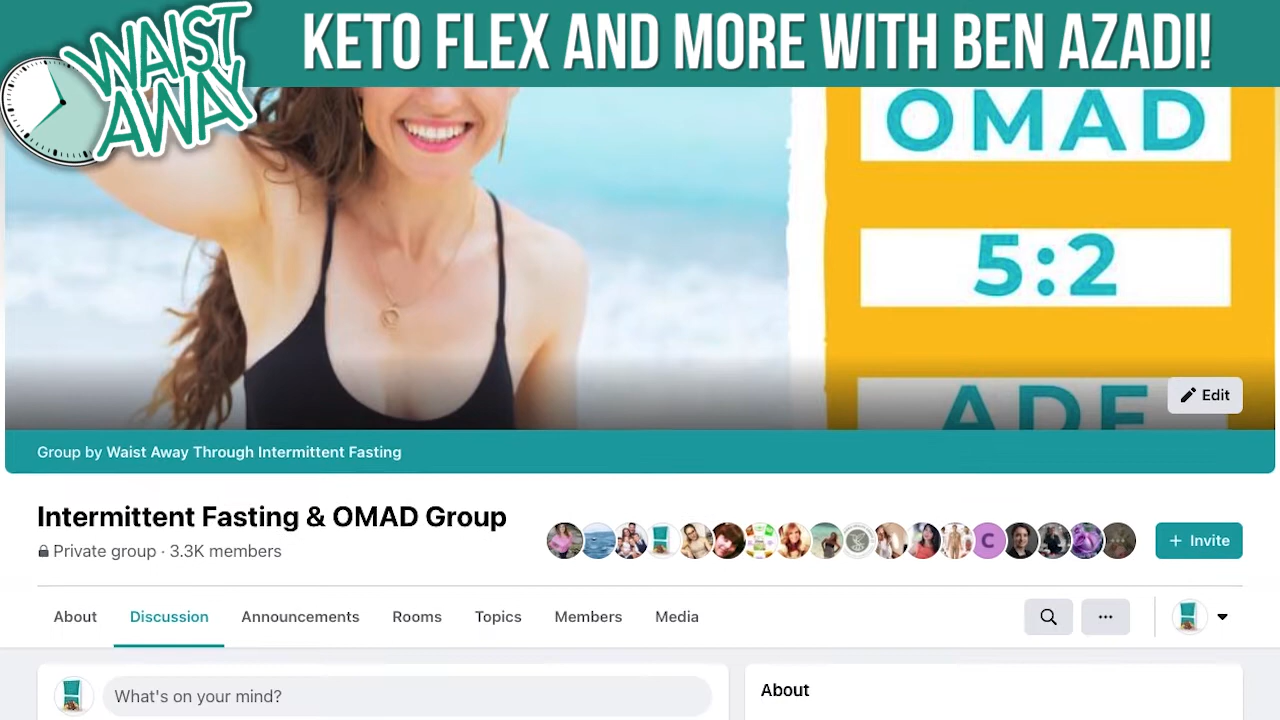 WAIST
AWAY
KETO FLEX AND MORE WITH BEN AZADI!
OMAD
5:2
ADF
Edit
Group by Waist Away Through Intermittent Fasting
Intermittent Fasting & OMAD Group
Private group · 3.3K members
C
+ Invite
About
Discussion
Announcements
Rooms
Topics
Members
Media
What's on your mind?
About